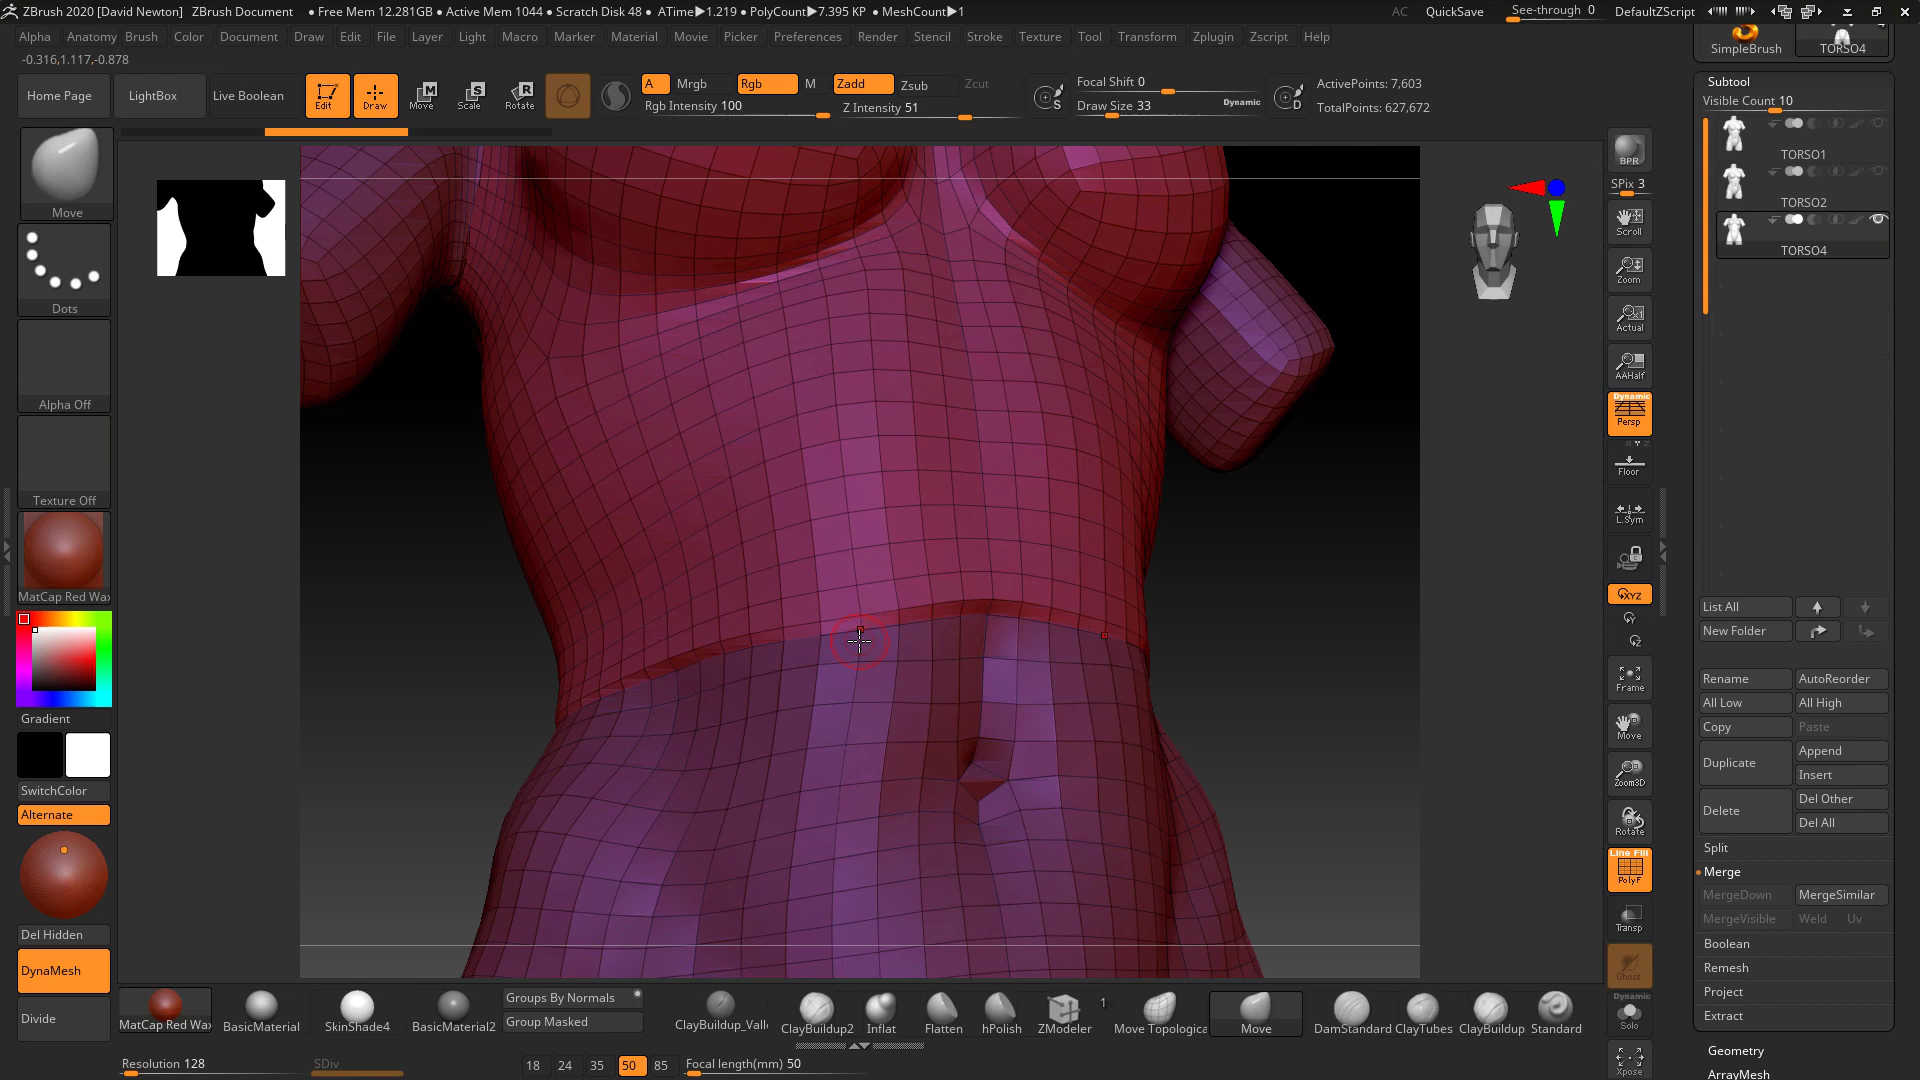 ZBrush 2020 [David Newton] ZBrush Document • Free Mem 12.281GB • Active Mem 1044 • Scratch Disk 48 • ATime▶1.219 • PolyCount▶7.395 KP • MeshCount▶1 AC QuickSave See-through 0 DefaultZScript
Alpha Anatomy Brush Color Document Draw Edit File Layer Light Macro Marker Material Movie Picker Preferences Render Stencil Stroke Texture Tool Transform Zplugin Zscript Help
-0.316,1.117,-0.878
Home Page LightBox Live Boolean Edit Draw Move Scale Rotate
A Mrgb Rgb M Zadd Zsub Zcut
Rgb Intensity 100 Z Intensity 51
Focal Shift 0
Draw Size 33 Dynamic
ActivePoints: 7,603
TotalPoints: 627,672
SimpleBrush TORSO4
Subtool
Visible Count 10
TORSO1
TORSO2
TORSO4
List All
New Folder
Rename AutoReorder
All Low All High
Copy Paste
Duplicate Append
Insert
Delete Del Other
Del All
Split
Merge
MergeDown MergeSimilar
MergeVisible Weld Uv
Boolean
Remesh
Project
Extract
Geometry
ArrayMesh
Move
Dots
Alpha Off
Texture Off
MatCap Red Wax
Gradient
SwitchColor
Alternate
Del Hidden
DynaMesh
Divide
BPR
SPix 3
Scroll
Zoom
Actual
AAHalf
Dynamic
Persp
Floor
L.Sym
XYZ
Frame
Move
Zoom3D
Rotate
Line Fill
PolyF
Transp
Ghost
Dynamic
Solo
Xpose
MatCap Red Wax BasicMaterial SkinShade4 BasicMaterial2
Groups By Normals
Group Masked
ClayBuildup_Valle ClayBuildup2 Inflat Flatten hPolish ZModeler 1 Move Topologica Move DamStandard ClayTubes ClayBuildup Standard
Resolution 128 SDiv 18 24 35 50 85 Focal length(mm) 50